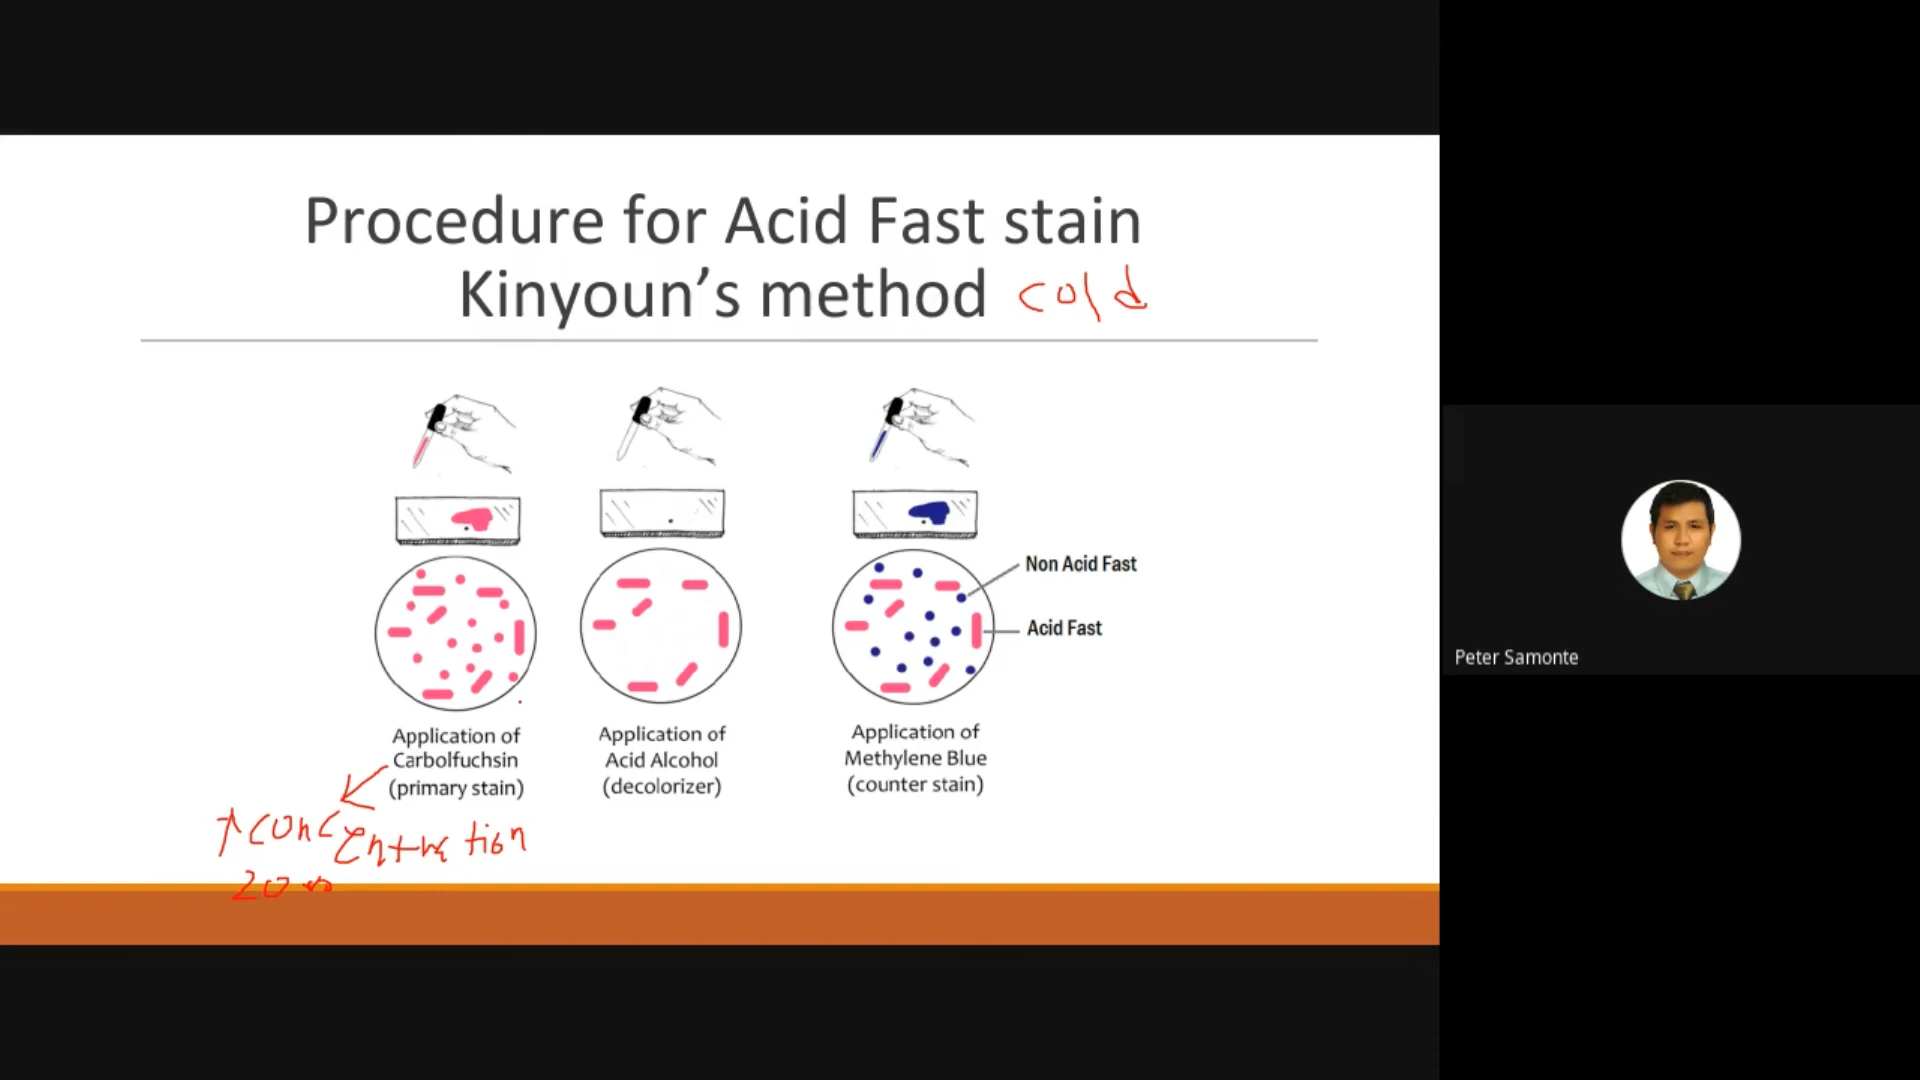 Procedure for Acid Fast stain
Kinyoun's method cold
Non Acid Fast
Acid Fast
Application of
Carbolfuchsin
(primary stain)
Application of
Acid Alcohol
(decolorizer)
Application of
Methylene Blue
(counter stain)
↑ concentration
Peter Samonte